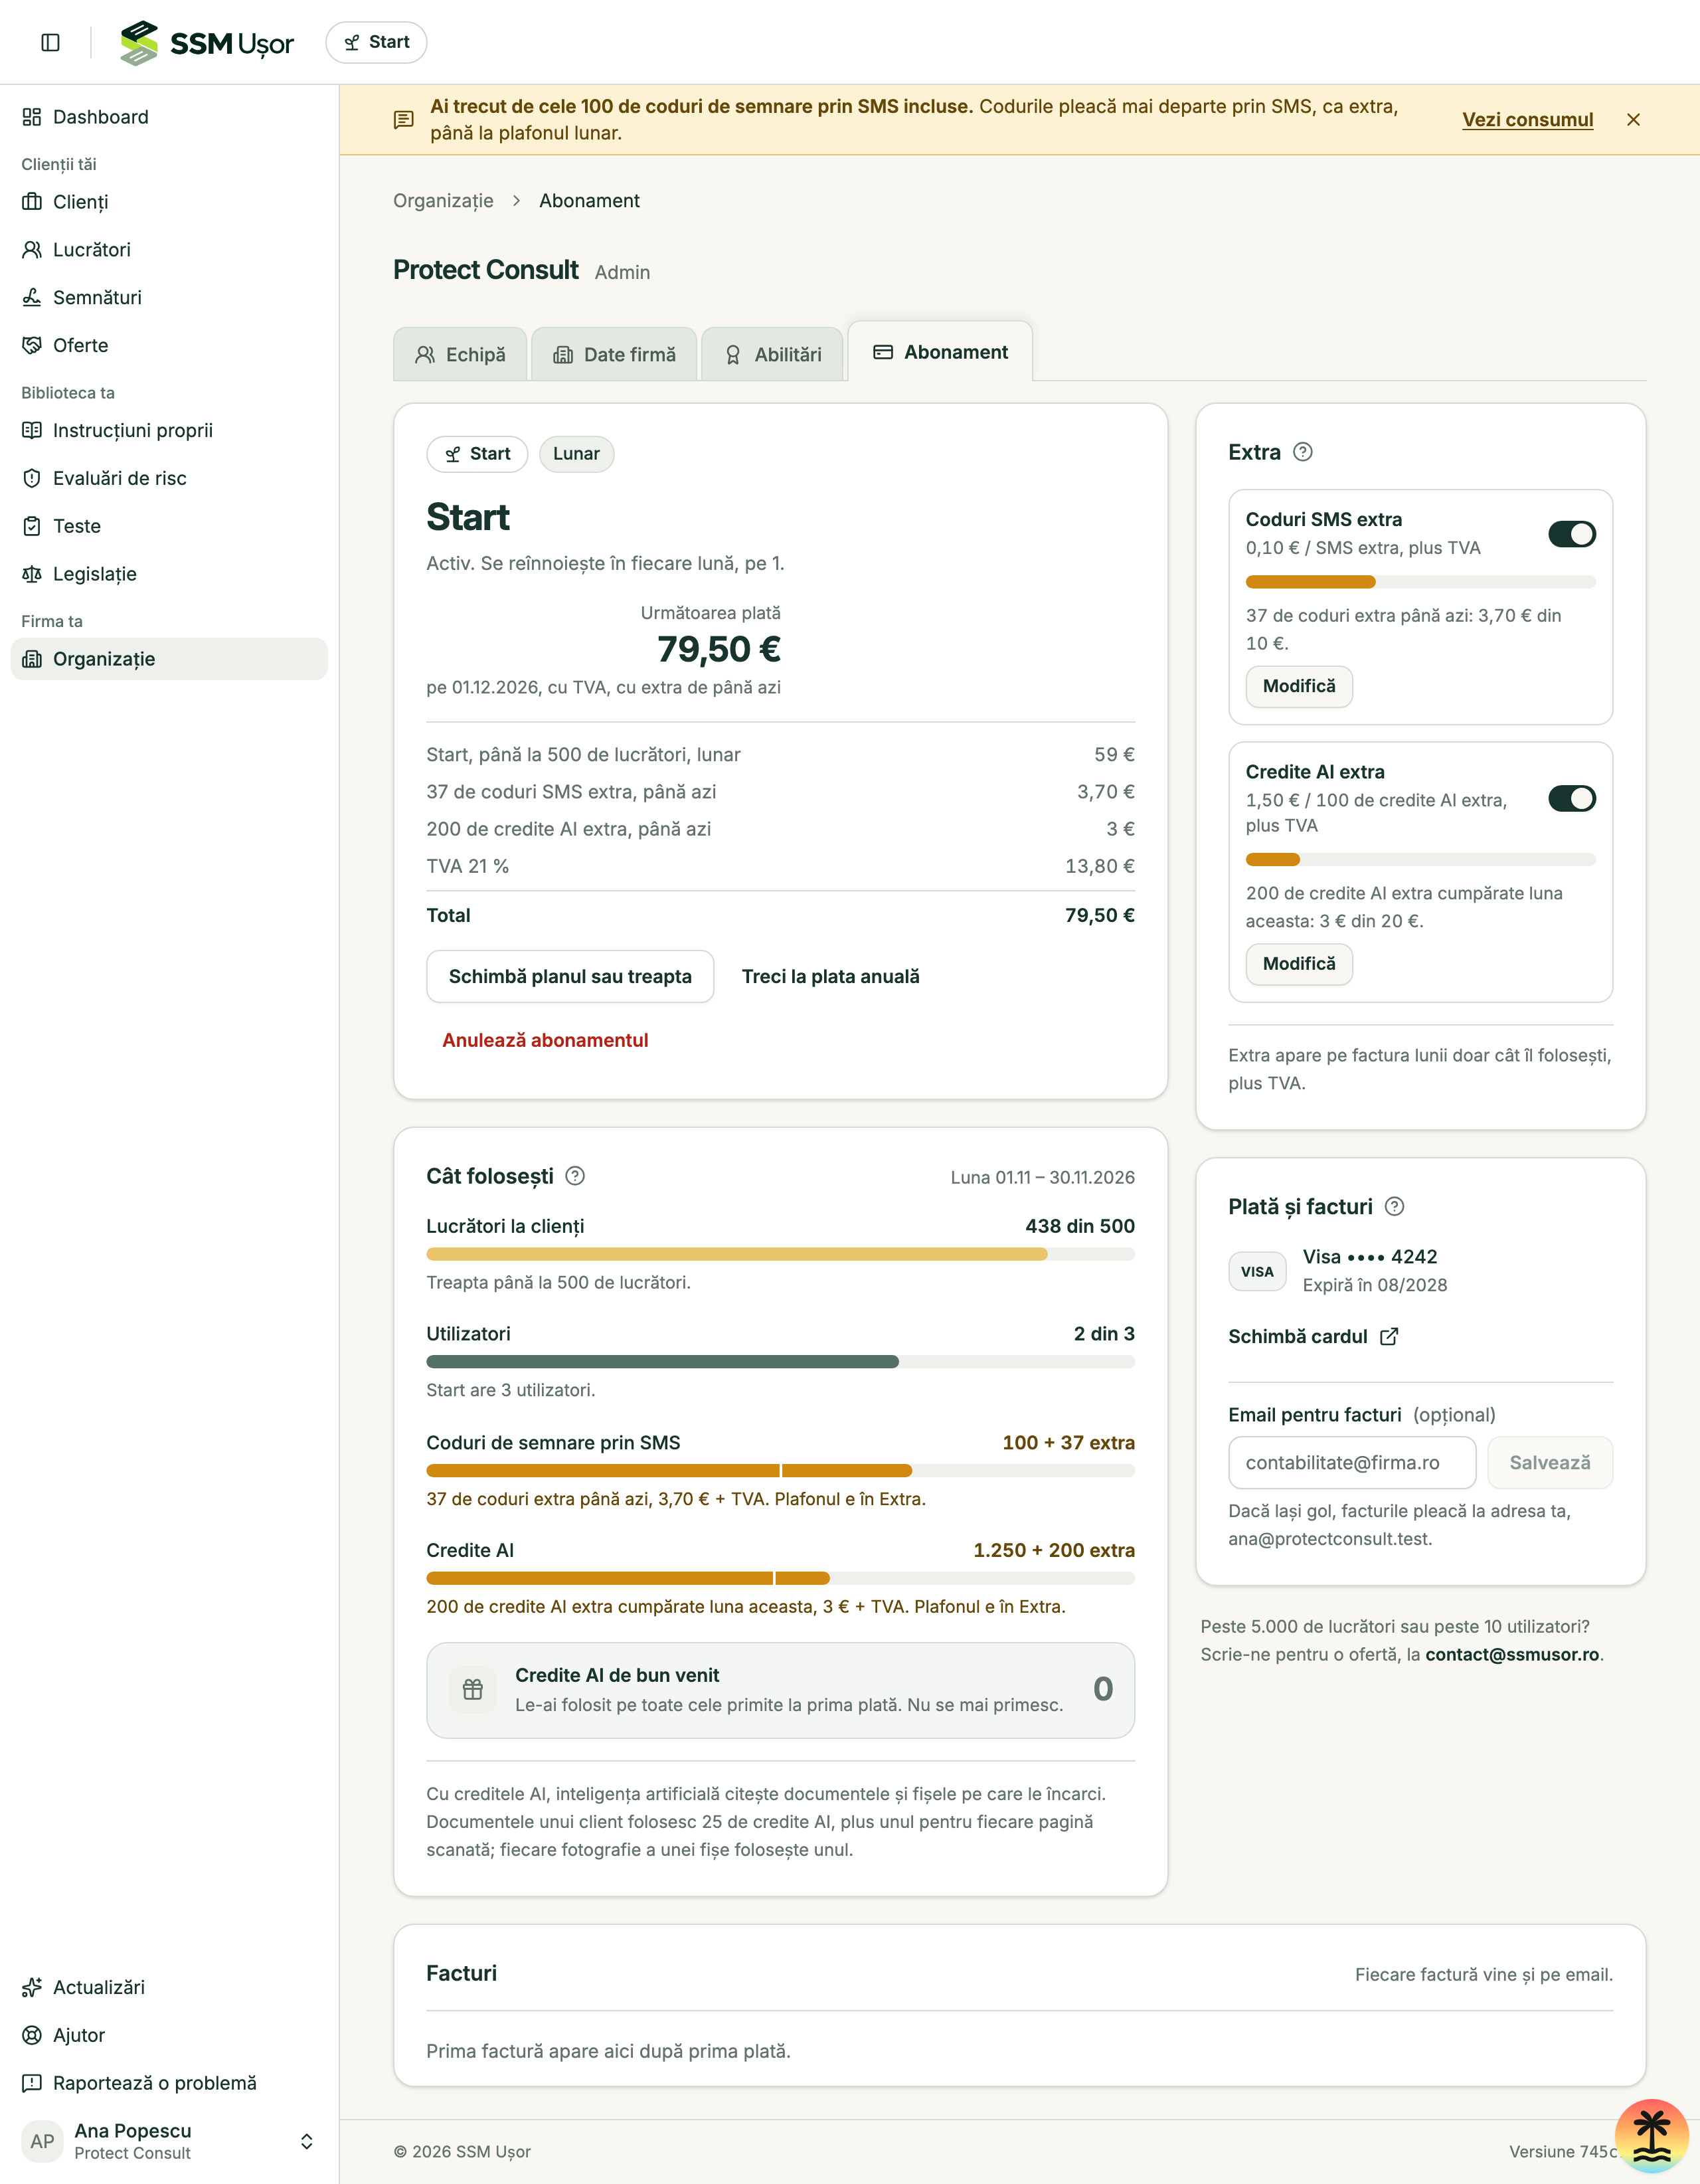 SSM Ușor
Start
Dashboard
Clienții tăi
Clienți
Lucrători
Semnături
Oferte
Biblioteca ta
Instrucțiuni proprii
Evaluări de risc
Teste
Legislație
Firma ta
Organizație
Actualizări
Ajutor
Raportează o problemă
AP
Ana Popescu
Protect Consult
Ai trecut de cele 100 de coduri de semnare prin SMS incluse. Codurile pleacă mai departe prin SMS, ca extra,
până la plafonul lunar.
Vezi consumul
Organizație
Abonament
Protect Consult Admin
Echipă
Date firmă
Abilitări
Abonament
Start
Lunar
Start
Activ. Se reînnoiește în fiecare lună, pe 1.
Următoarea plată
79,50 €
pe 01.12.2026, cu TVA, cu extra de până azi
Start, până la 500 de lucrători, lunar 59 €
37 de coduri SMS extra, până azi 3,70 €
200 de credite AI extra, până azi 3 €
TVA 21 % 13,80 €
Total 79,50 €
Schimbă planul sau treapta
Treci la plata anuală
Anulează abonamentul
Extra
Coduri SMS extra
0,10 € / SMS extra, plus TVA
37 de coduri extra până azi: 3,70 € din
10 €.
Modifică
Credite AI extra
1,50 € / 100 de credite AI extra,
plus TVA
200 de credite AI extra cumpărate luna
aceasta: 3 € din 20 €.
Modifică
Extra apare pe factura lunii doar cât îl folosești,
plus TVA.
Cât folosești
Luna 01.11 – 30.11.2026
Lucrători la clienți 438 din 500
Treapta până la 500 de lucrători.
Utilizatori 2 din 3
Start are 3 utilizatori.
Coduri de semnare prin SMS 100 + 37 extra
37 de coduri extra până azi, 3,70 € + TVA. Plafonul e în Extra.
Credite AI 1.250 + 200 extra
200 de credite AI extra cumpărate luna aceasta, 3 € + TVA. Plafonul e în Extra.
Credite AI de bun venit
Le-ai folosit pe toate cele primite la prima plată. Nu se mai primesc.
0
Cu creditele AI, inteligența artificială citește documentele și fișele pe care le încarci.
Documentele unui client folosesc 25 de credite AI, plus unul pentru fiecare pagină
scanată; fiecare fotografie a unei fișe folosește unul.
Plată și facturi
VISA
Visa •••• 4242
Expiră în 08/2028
Schimbă cardul
Email pentru facturi (opțional)
contabilitate@firma.ro
Salvează
Dacă lași gol, facturile pleacă la adresa ta,
ana@protectconsult.test.
Peste 5.000 de lucrători sau peste 10 utilizatori?
Scrie-ne pentru o ofertă, la contact@ssmusor.ro.
Facturi
Fiecare factură vine și pe email.
Prima factură apare aici după prima plată.
© 2026 SSM Ușor
Versiune